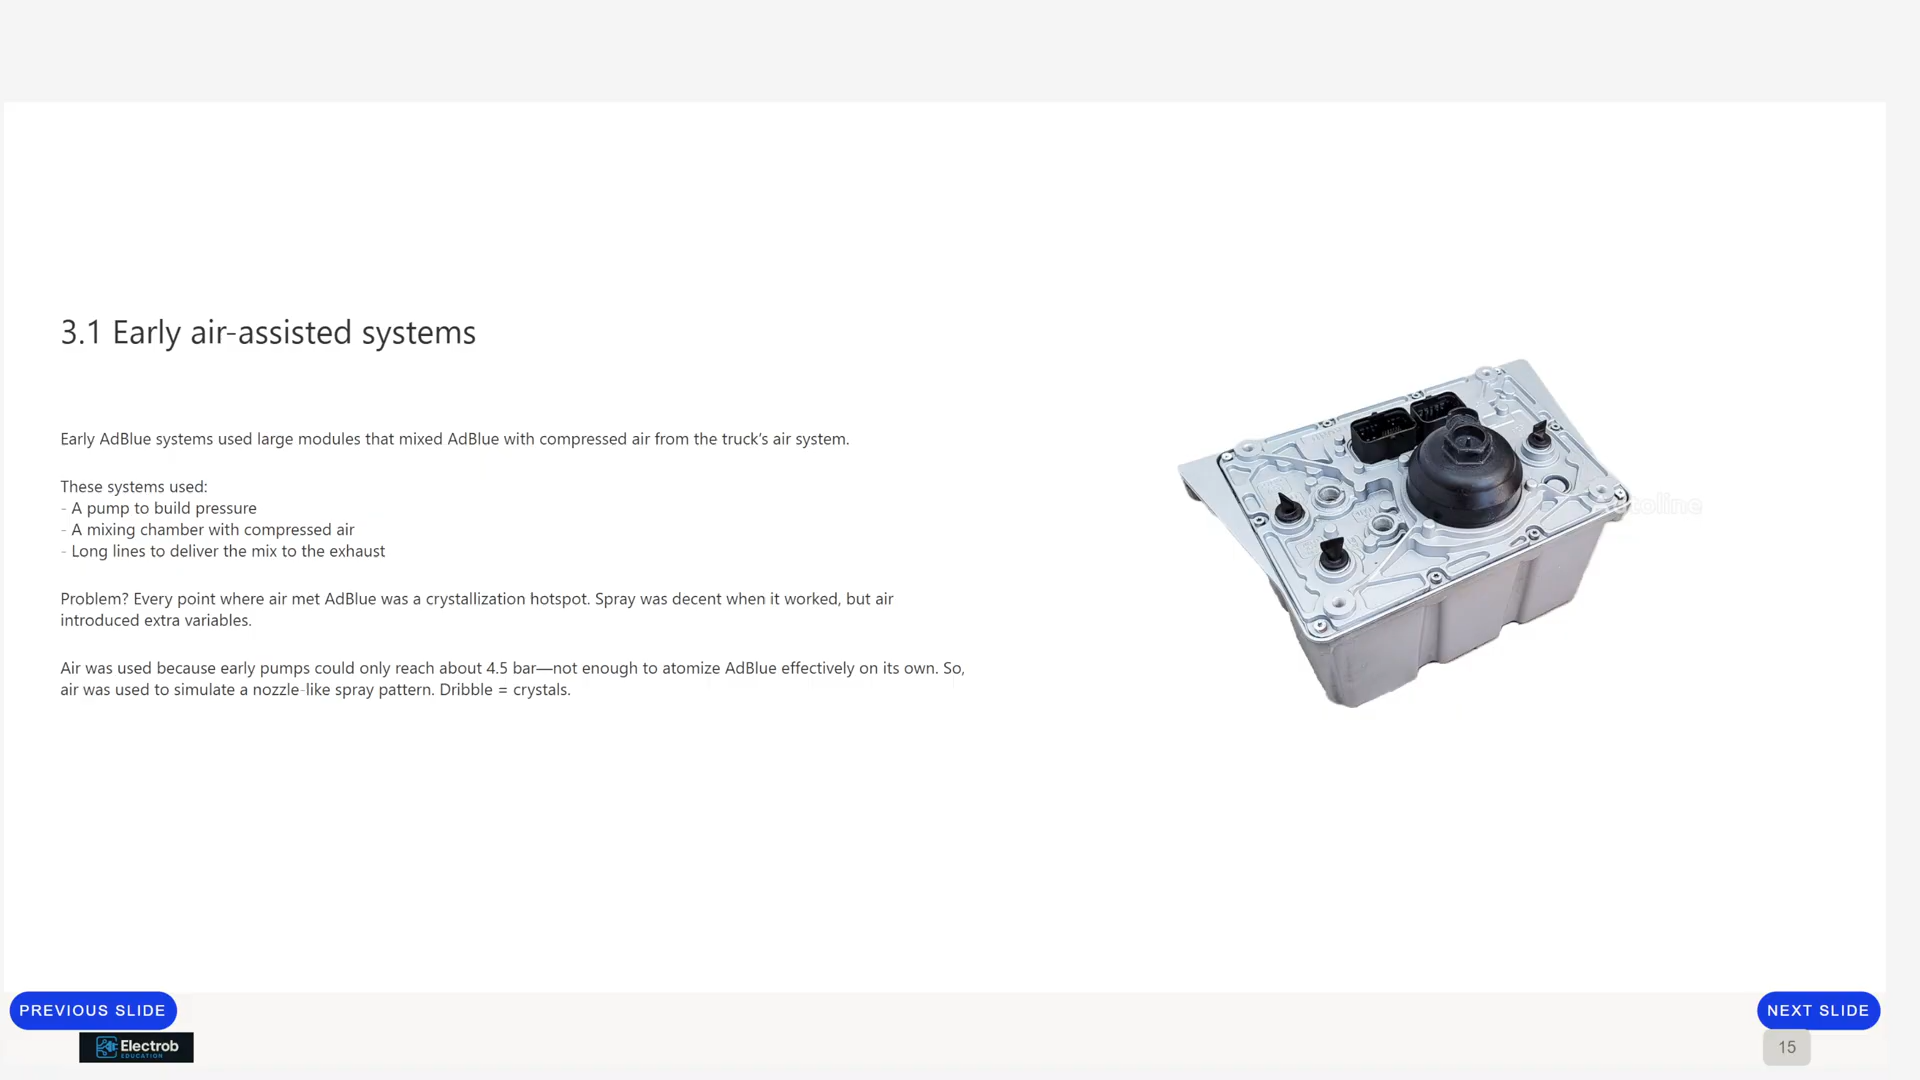 3.1 Early air-assisted systems
Early AdBlue systems used large modules that mixed AdBlue with compressed air from the truck’s air system.
These systems used:
- A pump to build pressure
- A mixing chamber with compressed air
- Long lines to deliver the mix to the exhaust
Problem? Every point where air met AdBlue was a crystallization hotspot. Spray was decent when it worked, but air
introduced extra variables.
Air was used because early pumps could only reach about 4.5 bar—not enough to atomize AdBlue effectively on its own. So,
air was used to simulate a nozzle-like spray pattern. Dribble = crystals.
PREVIOUS SLIDE
NEXT SLIDE
Electrob
EDUCATION
15